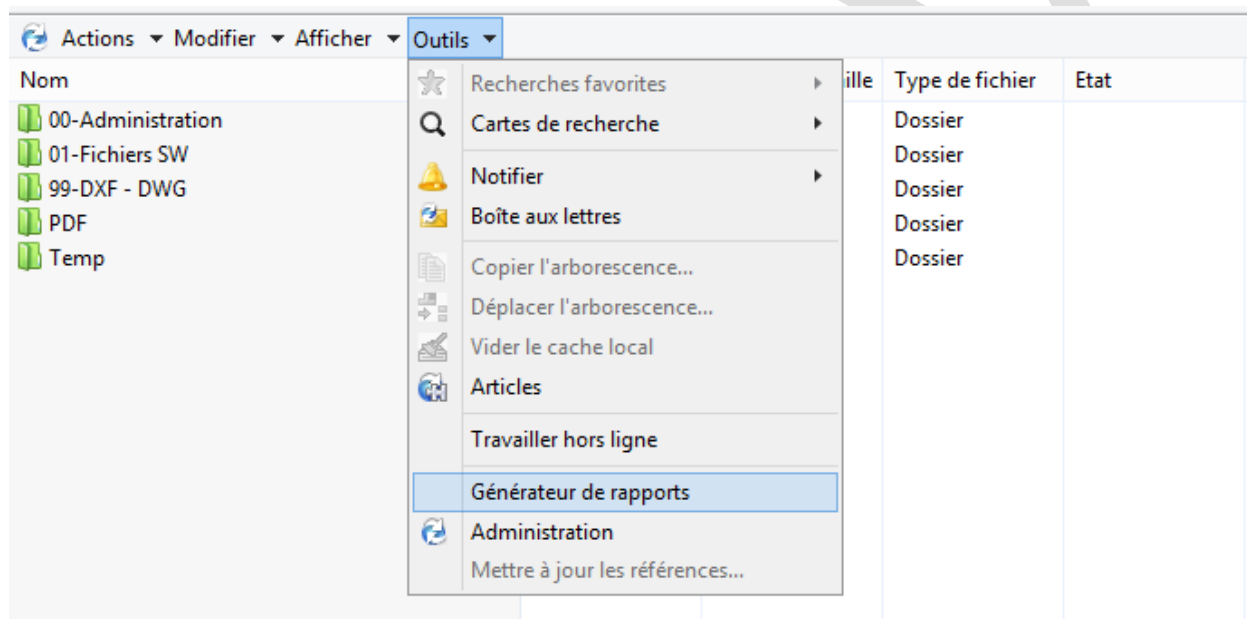 Actions Modifier Afficher Outils
Nom ille Type de fichier Etat
00-Administration Dossier
01-Fichiers SW Dossier
99-DXF - DWG Dossier
PDF Dossier
Temp Dossier
Recherches favorites
Cartes de recherche
Notifier
Boîte aux lettres
Copier l'arborescence...
Déplacer l'arborescence...
Vider le cache local
Articles
Travailler hors ligne
Générateur de rapports
Administration
Mettre à jour les références...